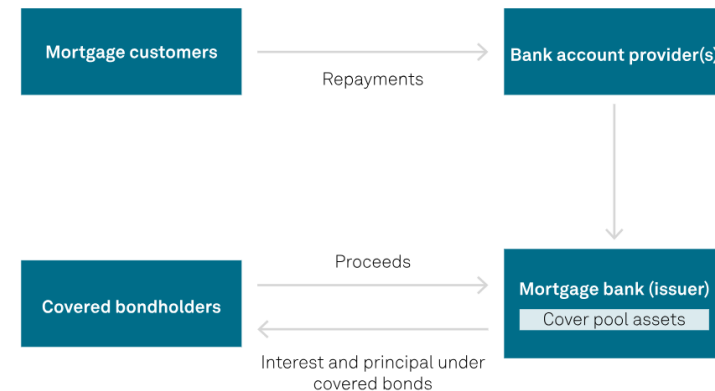 Mortgage customers
Repayments
Bank account provider(s)
Proceeds
Covered bondholders
Mortgage bank (issuer)
Cover pool assets
Interest and principal under
covered bonds